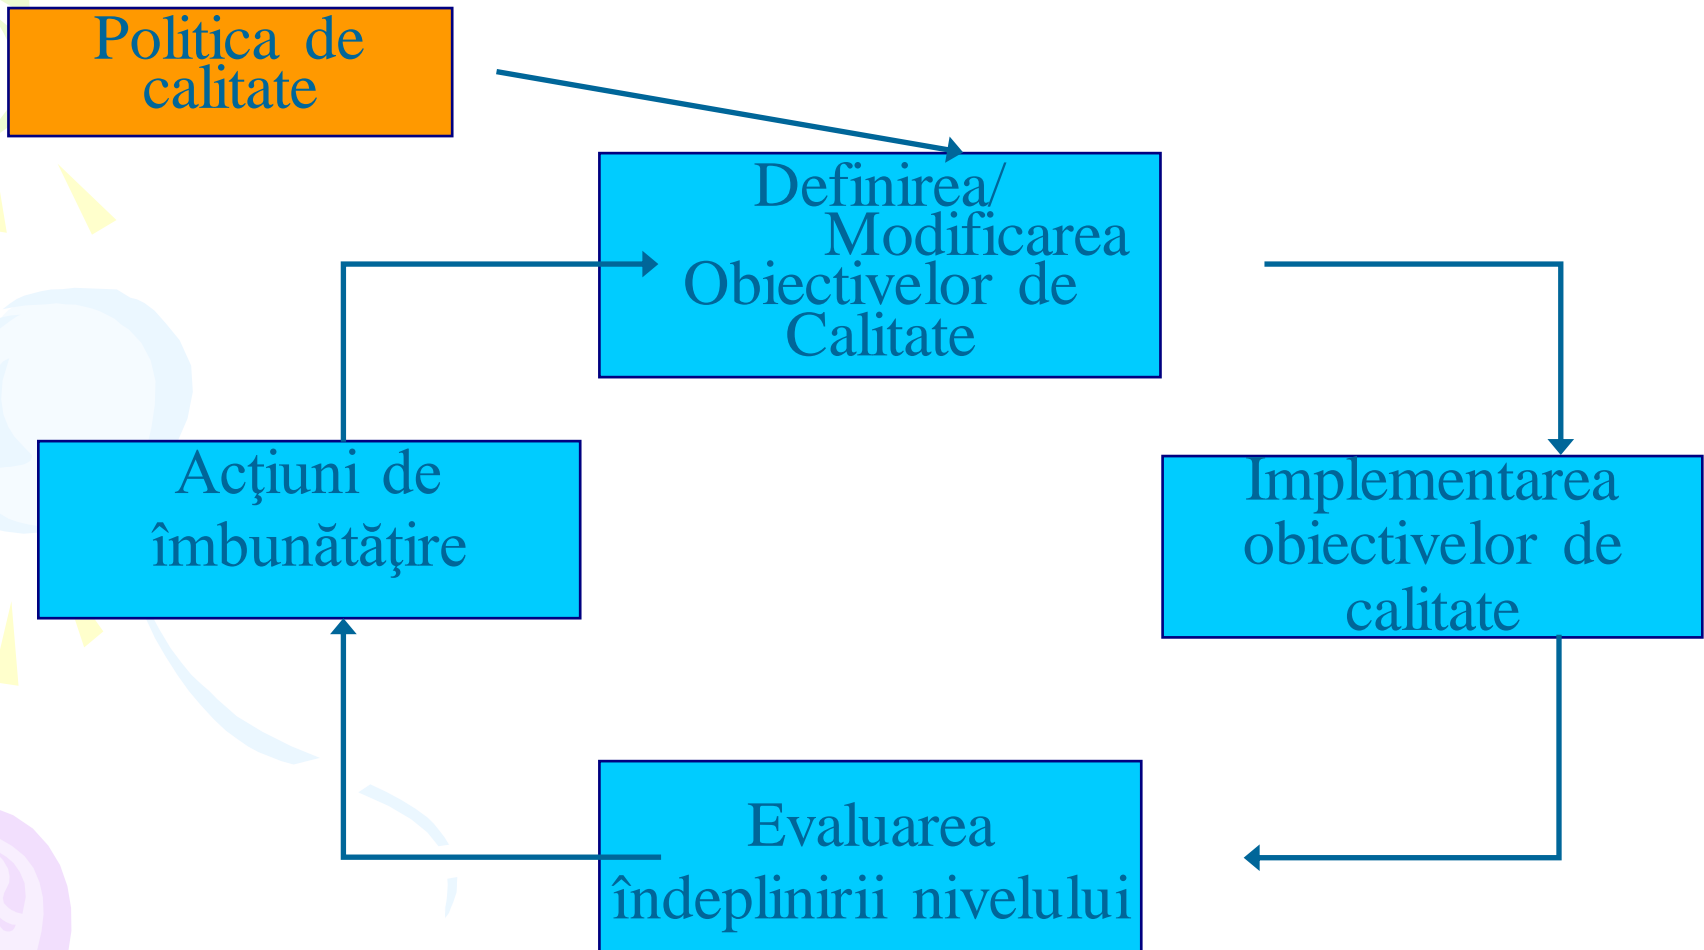 Politica de
calitate
Definirea/
Modificarea
Obiectivelor de
Calitate
Acţiuni de
îmbunătăţire
Implementarea
obiectivelor de
calitate
Evaluarea
îndeplinirii nivelului